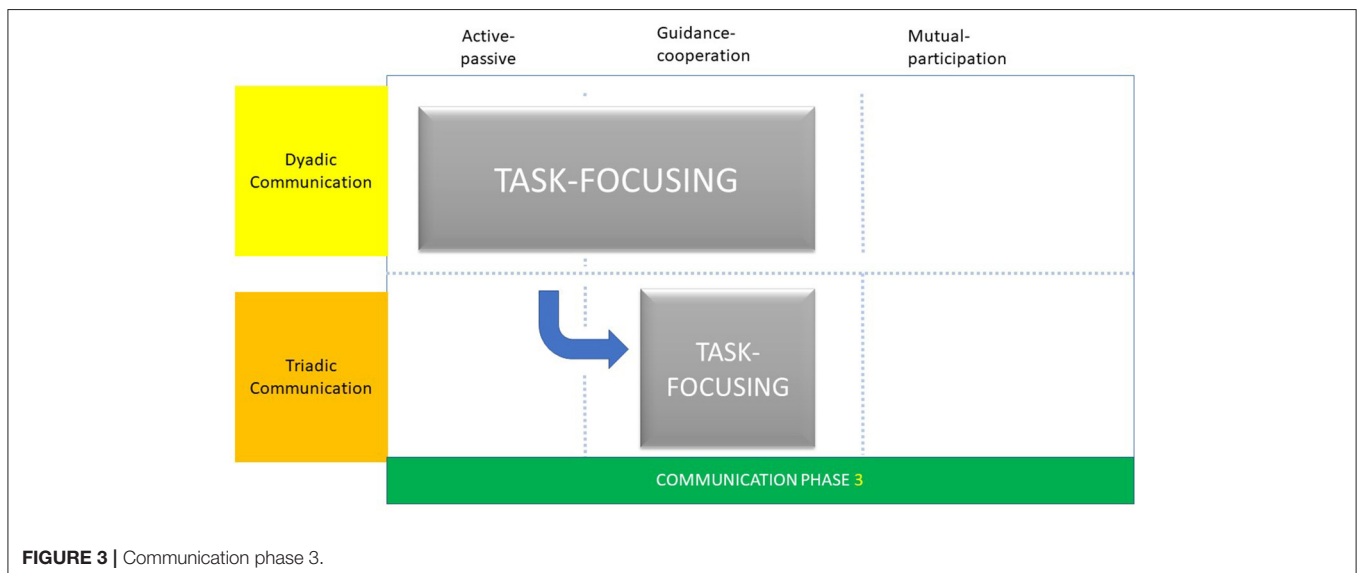 Active-
passive
Guidance-
cooperation
Mutual-
participation
Dyadic
Communication
TASK-FOCUSING
Triadic
Communication
TASK-
FOCUSING
COMMUNICATION PHASE 3
FIGURE 3 | Communication phase 3.